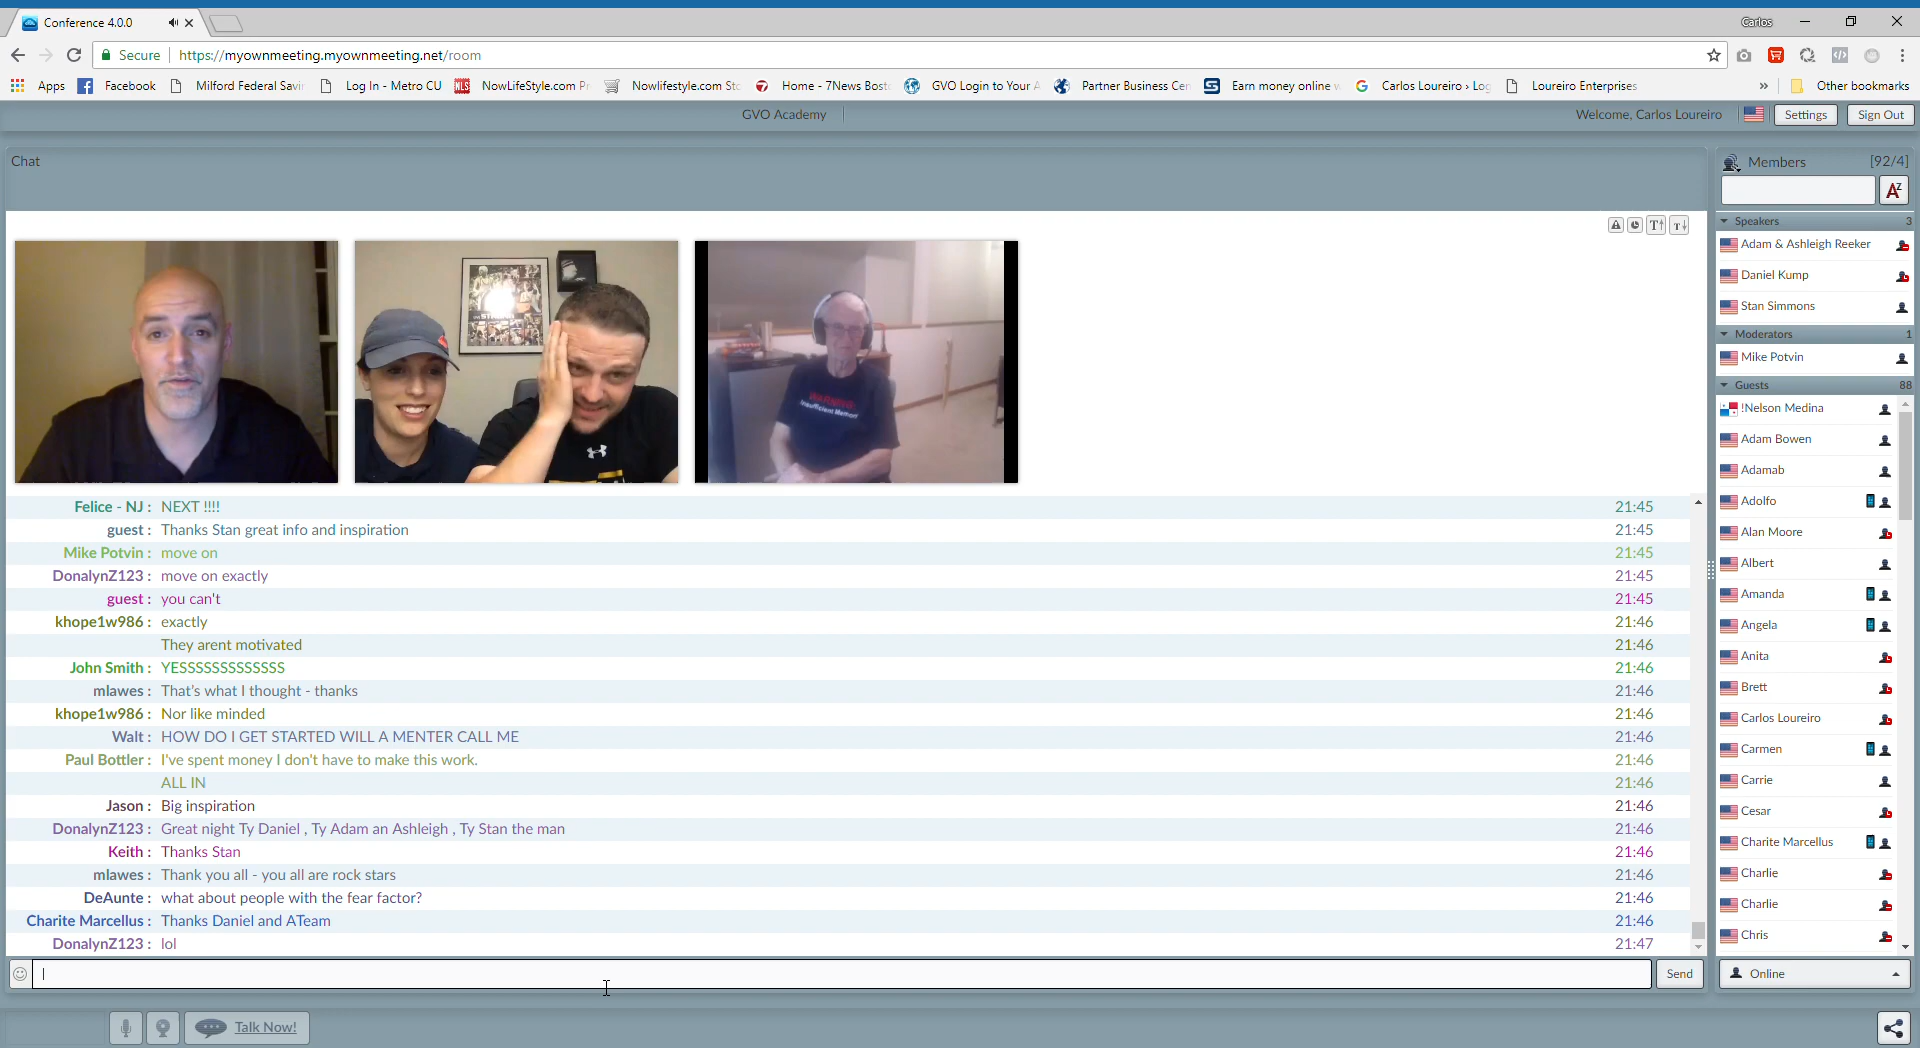 Conference 4.0.0
Carlos
Secure
https://myownmeeting.myownmeeting.net/room
Apps
Facebook
Milford Federal Savi
Log In - Metro CU
NLS
NowLifeStyle.com P
Nowlifestyle.com Sto
Home - 7News Bost
GVO Login to Your A
Partner Business Ce
Earn money online
Carlos Loureiro › Log
Loureiro Enterprises
»
Other bookmarks
GVO Academy
Welcome, Carlos Loureiro
Settings
Sign Out
Chat
WARNING:
Insufficient Memory
Felice - NJ : NEXT !!!! 21:45
guest : Thanks Stan great info and inspiration 21:45
Mike Potvin : move on 21:45
DonalynZ123 : move on exactly 21:45
guest : you can't 21:45
khope1w986 : exactly 21:46
They arent motivated 21:46
John Smith : YESSSSSSSSSSSSS 21:46
mlawes : That's what I thought - thanks 21:46
khope1w986 : Nor like minded 21:46
Walt : HOW DO I GET STARTED WILL A MENTER CALL ME 21:46
Paul Bottler : I've spent money I don't have to make this work. 21:46
ALL IN 21:46
Jason : Big inspiration 21:46
DonalynZ123 : Great night Ty Daniel , Ty Adam an Ashleigh , Ty Stan the man 21:46
Keith : Thanks Stan 21:46
mlawes : Thank you all - you all are rock stars 21:46
DeAunte : what about people with the fear factor? 21:46
Charite Marcellus : Thanks Daniel and ATeam 21:46
DonalynZ123 : lol 21:47
Send
Talk Now!
Members [92/4]
Speakers 3
Adam & Ashleigh Reeker
Daniel Kump
Stan Simmons
Moderators 1
Mike Potvin
Guests 88
!Nelson Medina
Adam Bowen
Adamab
Adolfo
Alan Moore
Albert
Amanda
Angela
Anita
Brett
Carlos Loureiro
Carmen
Carrie
Cesar
Charite Marcellus
Charlie
Charlie
Chris
Online